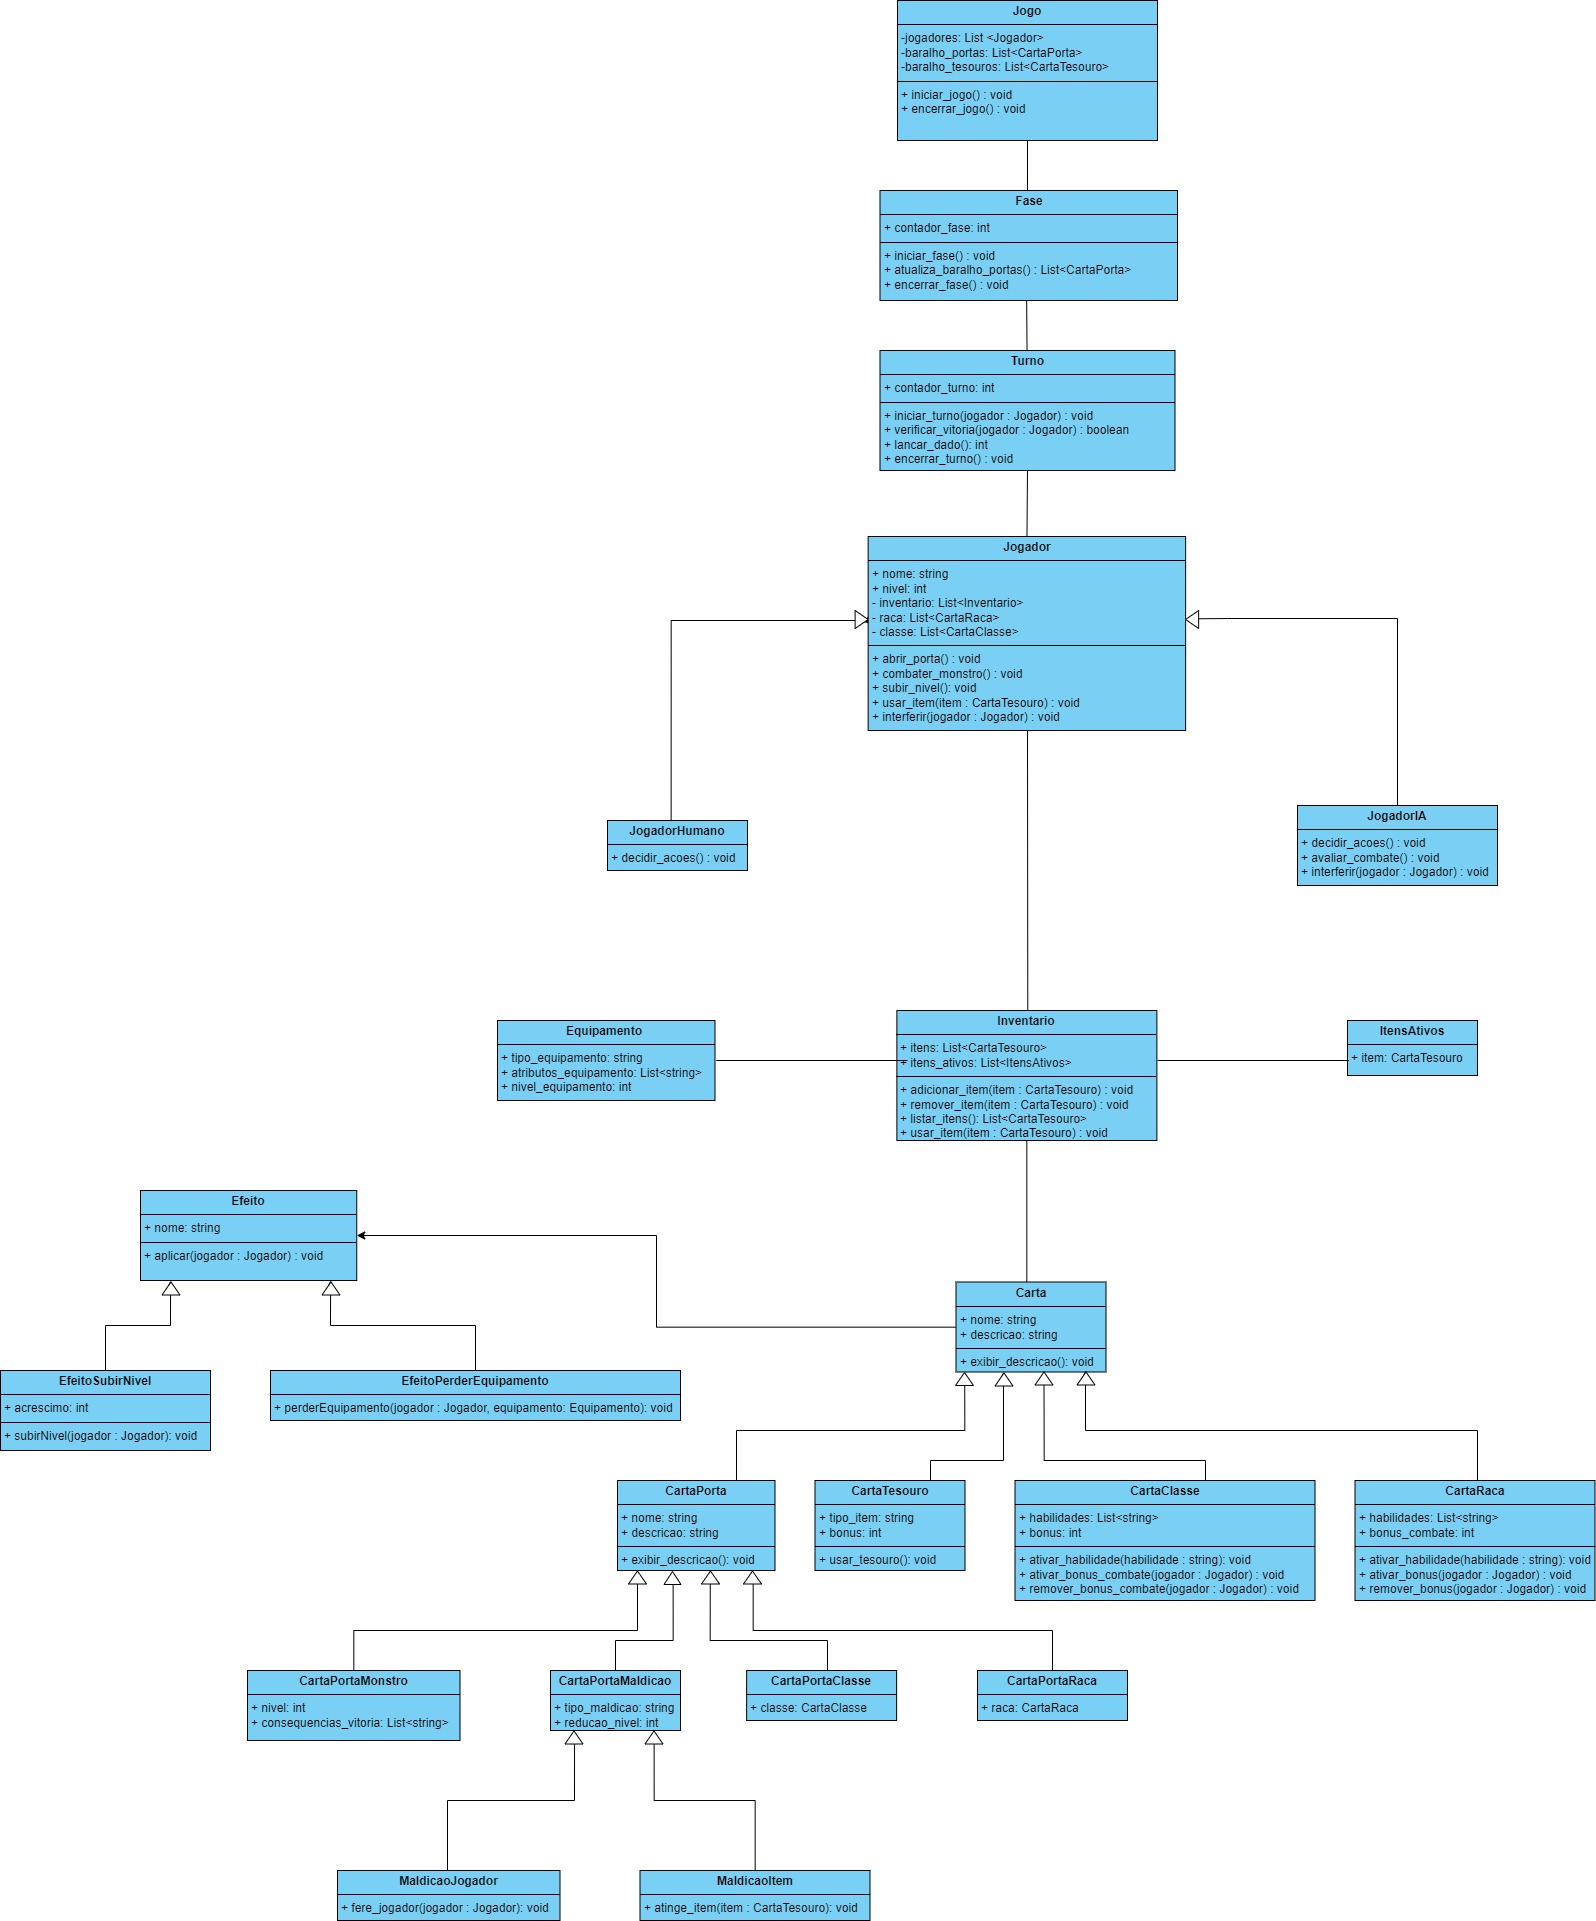 Jogo
-jogadores: List <Jogador>
-baralho_portas: List<CartaPorta>
-baralho_tesouros: List<CartaTesouro>
+ iniciar_jogo() : void
+ encerrar_jogo() : void
Fase
+ contador_fase: int
+ iniciar_fase() : void
+ atualiza_baralho_portas() : List<CartaPorta>
+ encerrar_fase() : void
Turno
+ contador_turno: int
+ iniciar_turno(jogador : Jogador) : void
+ verificar_vitoria(jogador : Jogador) : boolean
+ lancar_dado(): int
+ encerrar_turno() : void
Jogador
+ nome: string
+ nivel: int
- inventario: List<Inventario>
- raca: List<CartaRaca>
- classe: List<CartaClasse>
+ abrir_porta() : void
+ combater_monstro() : void
+ subir_nivel(): void
+ usar_item(item : CartaTesouro) : void
+ interferir(jogador : Jogador) : void
JogadorHumano
+ decidir_acoes() : void
JogadorIA
+ decidir_acoes() : void
+ avaliar_combate() : void
+ interferir(jogador : Jogador) : void
Equipamento
+ tipo_equipamento: string
+ atributos_equipamento: List<string>
+ nivel_equipamento: int
Inventario
+ itens: List<CartaTesouro>
+ itens_ativos: List<ItensAtivos>
+ adicionar_item(item : CartaTesouro) : void
+ remover_item(item : CartaTesouro) : void
+ listar_itens(): List<CartaTesouro>
+ usar_item(item : CartaTesouro) : void
ItensAtivos
+ item: CartaTesouro
Efeito
+ nome: string
+ aplicar(jogador : Jogador) : void
Carta
+ nome: string
+ descricao: string
+ exibir_descricao(): void
EfeitoSubirNivel
+ acrescimo: int
+ subirNivel(jogador : Jogador): void
EfeitoPerderEquipamento
+ perderEquipamento(jogador : Jogador, equipamento: Equipamento): void
CartaPorta
+ nome: string
+ descricao: string
+ exibir_descricao(): void
CartaTesouro
+ tipo_item: string
+ bonus: int
+ usar_tesouro(): void
CartaClasse
+ habilidades: List<string>
+ bonus: int
+ ativar_habilidade(habilidade : string): void
+ ativar_bonus_combate(jogador : Jogador) : void
+ remover_bonus_combate(jogador : Jogador) : void
CartaRaca
+ habilidades: List<string>
+ bonus_combate: int
+ ativar_habilidade(habilidade : string): void
+ ativar_bonus(jogador : Jogador) : void
+ remover_bonus(jogador : Jogador) : void
CartaPortaMonstro
+ nivel: int
+ consequencias_vitoria: List<string>
CartaPortaMaldicao
+ tipo_maldicao: string
+ reducao_nivel: int
CartaPortaClasse
+ classe: CartaClasse
CartaPortaRaca
+ raca: CartaRaca
MaldicaoJogador
+ fere_jogador(jogador : Jogador): void
MaldicaoItem
+ atinge_item(item : CartaTesouro): void